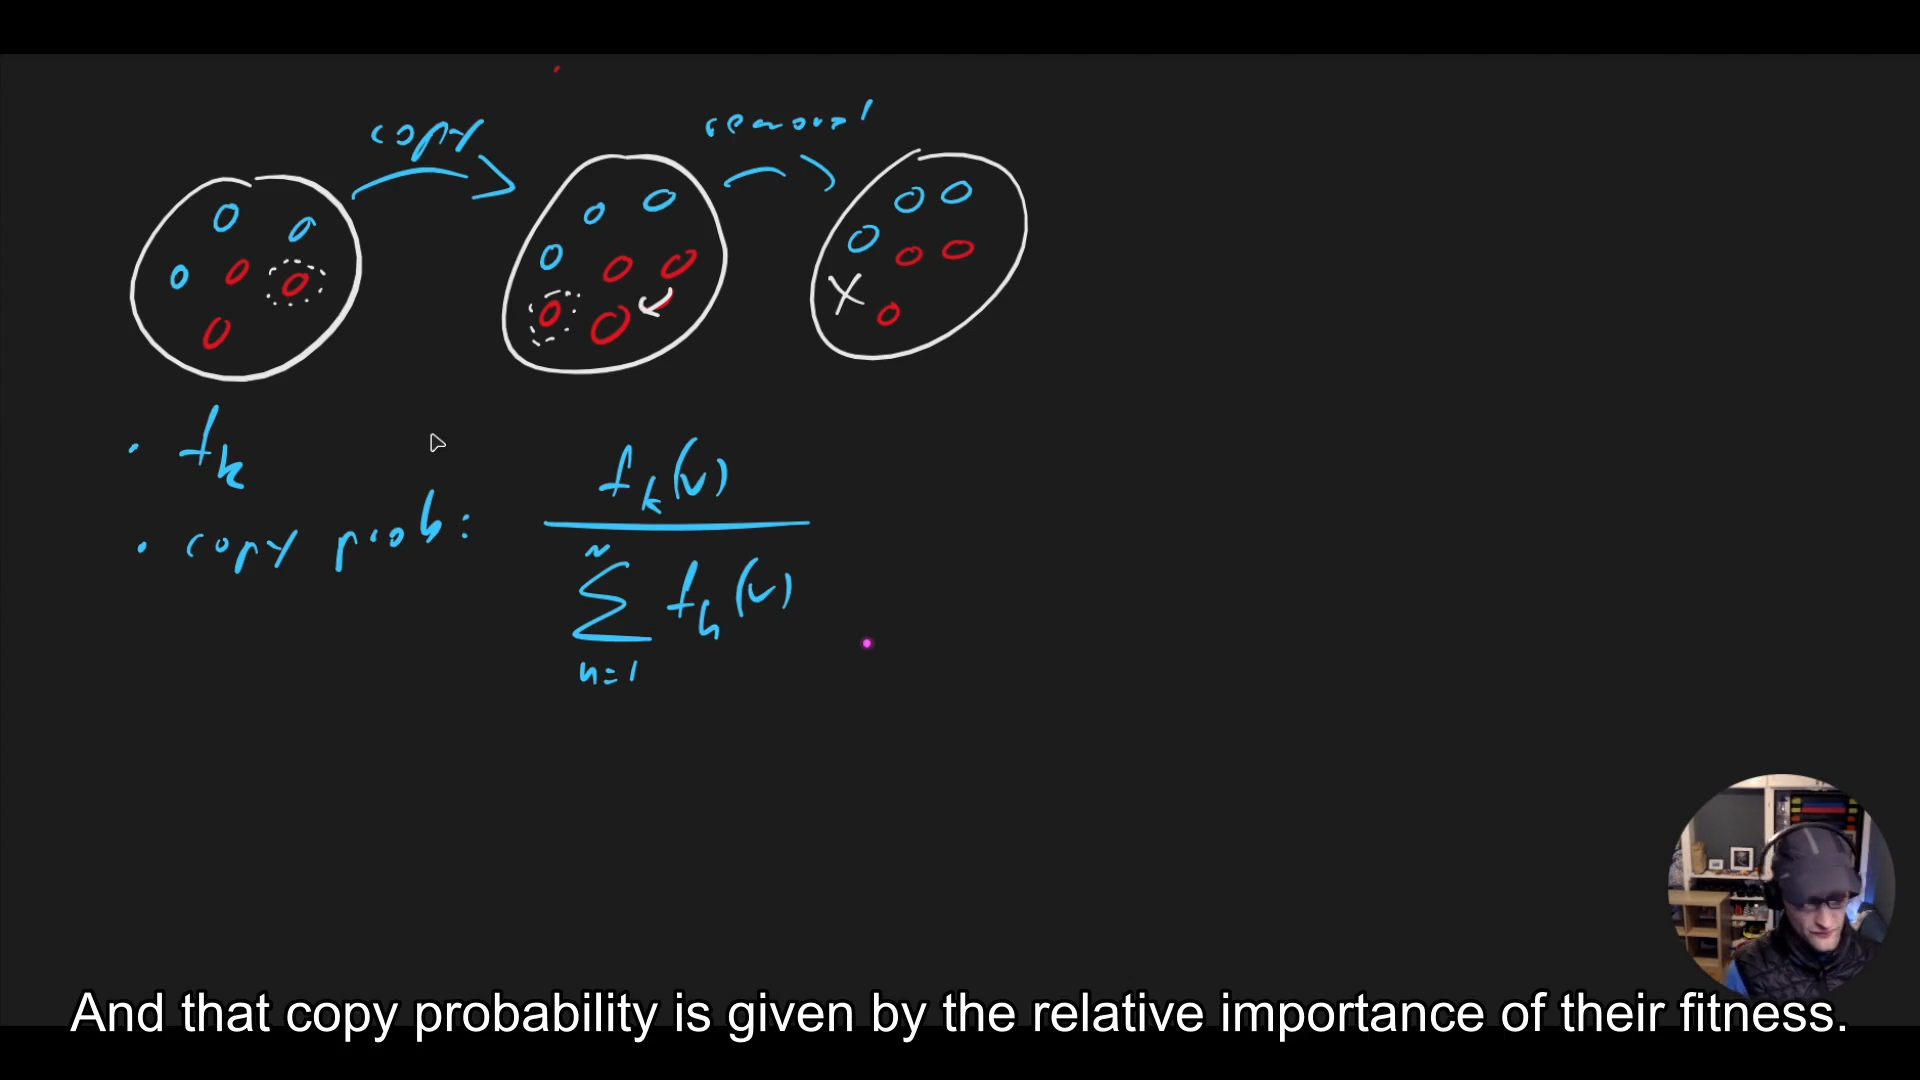 copy
removal
X
• fk
fk(v)
• copy prob:
N
∑ fh(v)
n=1
And that copy probability is given by the relative importance of their fitness.